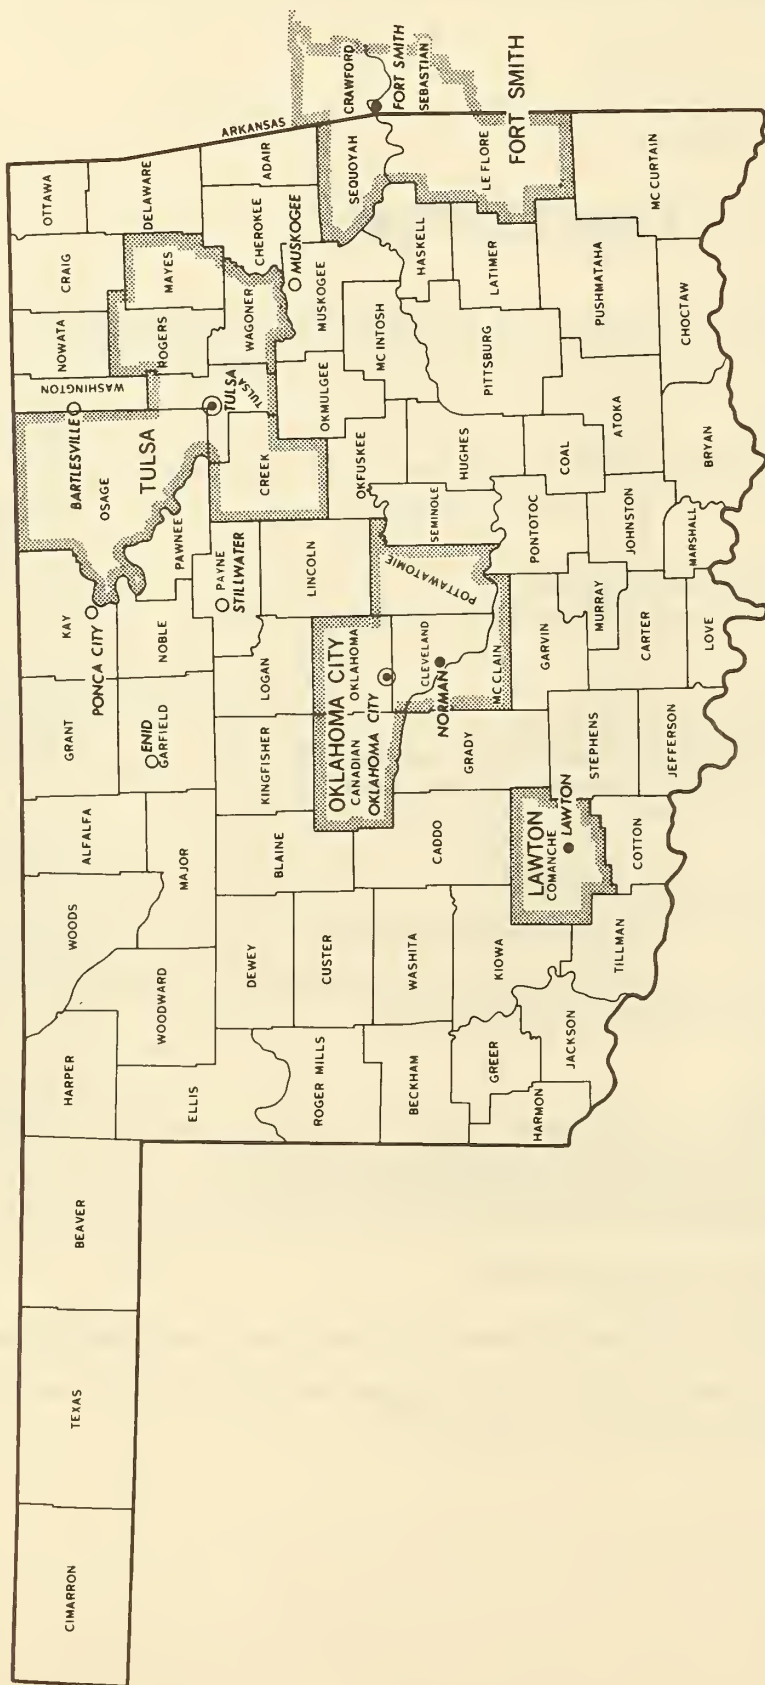 CIMARRON
TEXAS
BEAVER
HARPER
WOODS
ALFALFA
GRANT
KAY
PONCA CITY
OSAGE
BARTLESVILLE
WASHINGTON
NOWATA
CRAIG
OTTAWA
ELLIS
WOODWARD
MAJOR
ENID
GARFIELD
NOBLE
PAWNEE
TULSA
ROGERS
MAYES
DELAWARE
ROGER MILLS
DEWEY
BLAINE
KINGFISHER
LOGAN
PAYNE
STILLWATER
CREEK
TULSA
TULSA
WAGONER
CHEROKEE
ADAIR
ARKANSAS
CUSTER
OKLAHOMA CITY
CANADIAN
OKLAHOMA
OKLAHOMA CITY
LINCOLN
OKFUSKEE
OKMULGEE
MUSKOGEE
MUSKOGEE
SEQUOYAH
CRAWFORD
FORT SMITH
SEBASTIAN
FORT SMITH
BECKHAM
WASHITA
CADDO
GRADY
CLEVELAND
NORMAN
MC CLAIN
POTTAWATOMIE
SEMINOLE
HUGHES
MC INTOSH
HASKELL
LE FLORE
GREER
KIOWA
LAWTON
COMANCHE
LAWTON
STEPHENS
GARVIN
MURRAY
PONTOTOC
COAL
PITTSBURG
LATIMER
HARMON
JACKSON
TILLMAN
COTTON
JEFFERSON
CARTER
LOVE
JOHNSTON
MARSHALL
ATOKA
BRYAN
PUSHMATAHA
CHOCTAW
MC CURTAIN